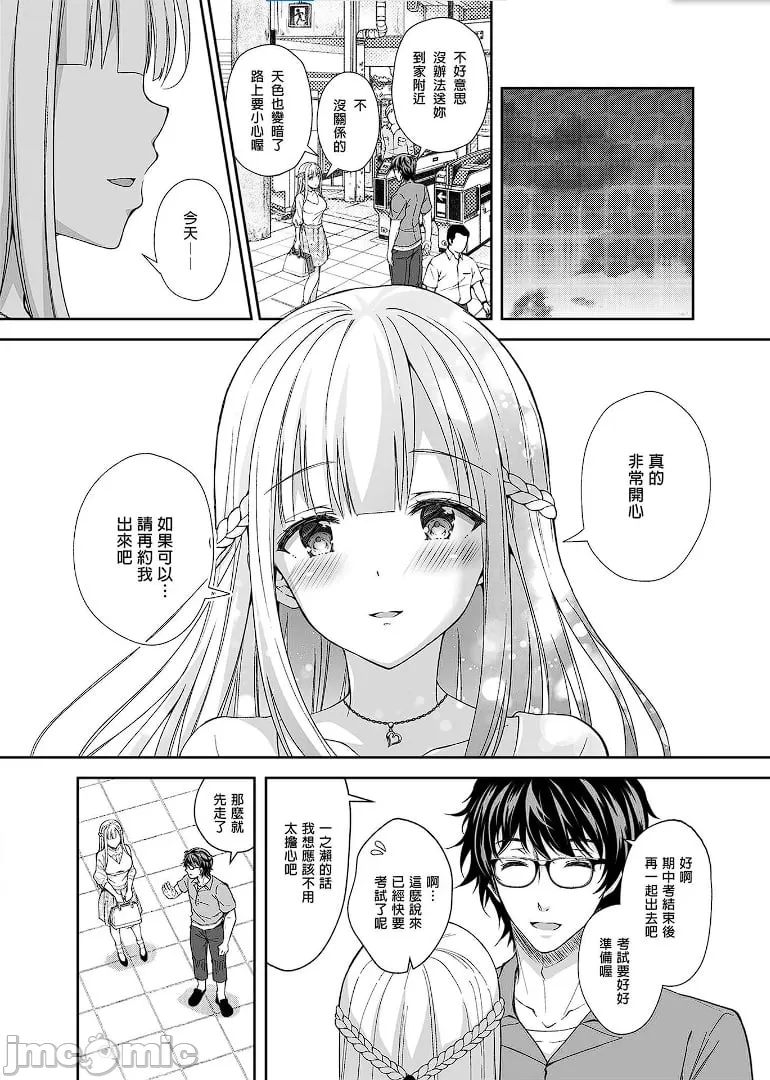 不好意思
沒辦法送妳
到家附近
不
沒關係的
天色也變暗了
路上要小心喔
今天──
真的
非常開心
如果可以…
請再約我
出來吧
好啊
期中考結束後
再一起出去吧
考試要好好
準備喔
啊…
這麼說來
已經快要
考試了呢
一之瀨的話
我想應該不用
太擔心吧
那麼就
先走了
jmcomic